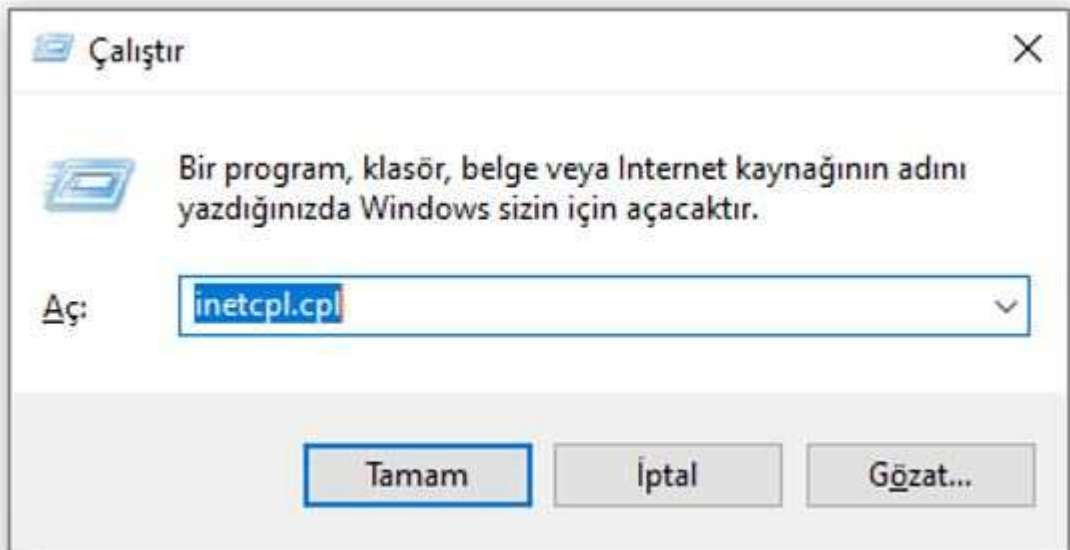 Çalıştır
Bir program, klasör, belge veya Internet kaynağının adını
yazdığınızda Windows sizin için açacaktır.
Aç:
inetcpl.cpl
Tamam
İptal
Gözat...